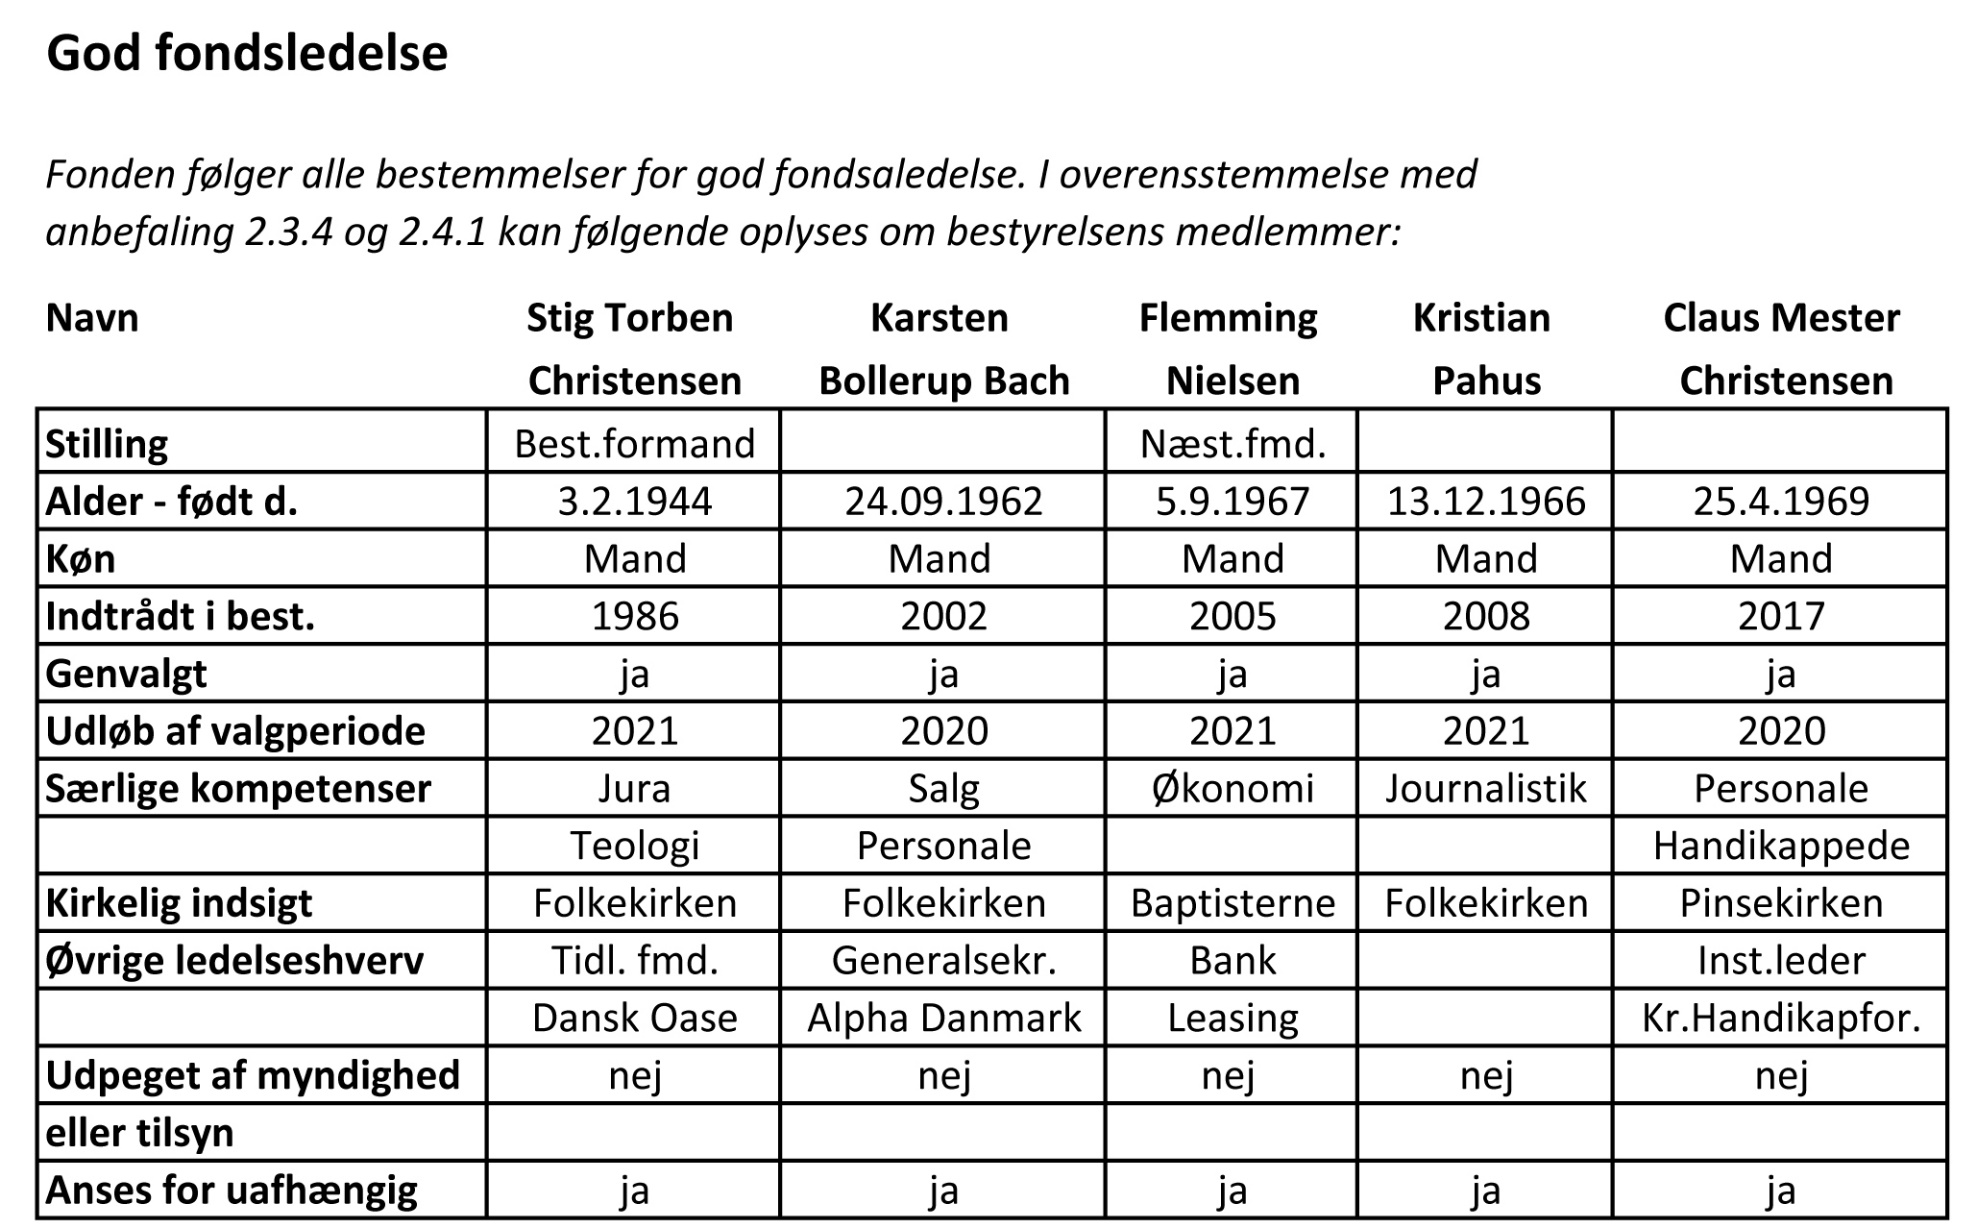 God fondsledelse
Fonden følger alle bestemmelser for god fondsaledelse. I overensstemmelse med
anbefaling 2.3.4 og 2.4.1 kan følgende oplyses om bestyrelsens medlemmer:
Navn Stig Torben Karsten Flemming Kristian Claus Mester
Christensen Bollerup Bach Nielsen Pahus Christensen
Stilling Best.formand Næst.fmd.
Alder - født d. 3.2.1944 24.09.1962 5.9.1967 13.12.1966 25.4.1969
Køn Mand Mand Mand Mand Mand
Indtrådt i best. 1986 2002 2005 2008 2017
Genvalgt ja ja ja ja ja
Udløb af valgperiode 2021 2020 2021 2021 2020
Særlige kompetenser Jura Salg Økonomi Journalistik Personale
Teologi Personale Handikappede
Kirkelig indsigt Folkekirken Folkekirken Baptisterne Folkekirken Pinsekirken
Øvrige ledelseshverv Tidl. fmd. Generalsekr. Bank Inst.leder
Dansk Oase Alpha Danmark Leasing Kr.Handikapfor.
Udpeget af myndighed nej nej nej nej nej
eller tilsyn
Anses for uafhængig ja ja ja ja ja